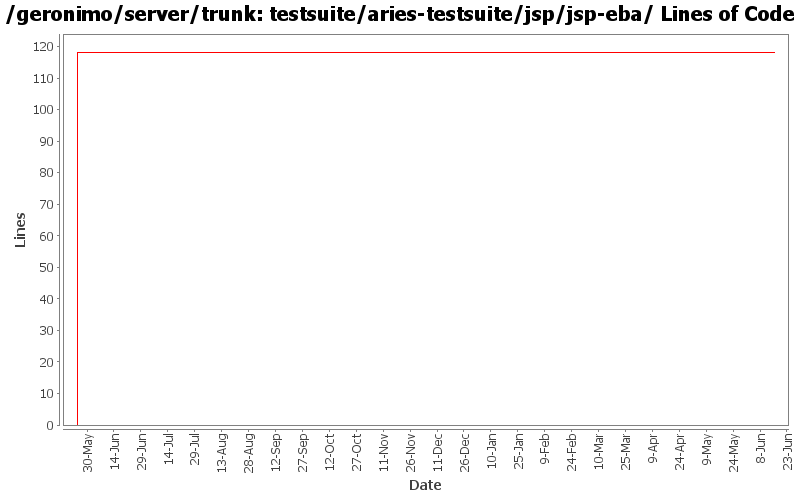 /geronimo/server/trunk: testsuite/aries-testsuite/jsp/jsp-eba/ Lines of Code
Lines
120
110
100
90
80
70
60
50
40
30
20
10
0
30-May
14-Jun
29-Jun
14-Jul
29-Jul
13-Aug
28-Aug
12-Sep
27-Sep
12-Oct
27-Oct
11-Nov
26-Nov
11-Dec
26-Dec
10-Jan
25-Jan
9-Feb
24-Feb
10-Mar
25-Mar
9-Apr
24-Apr
9-May
24-May
8-Jun
23-Jun
Date